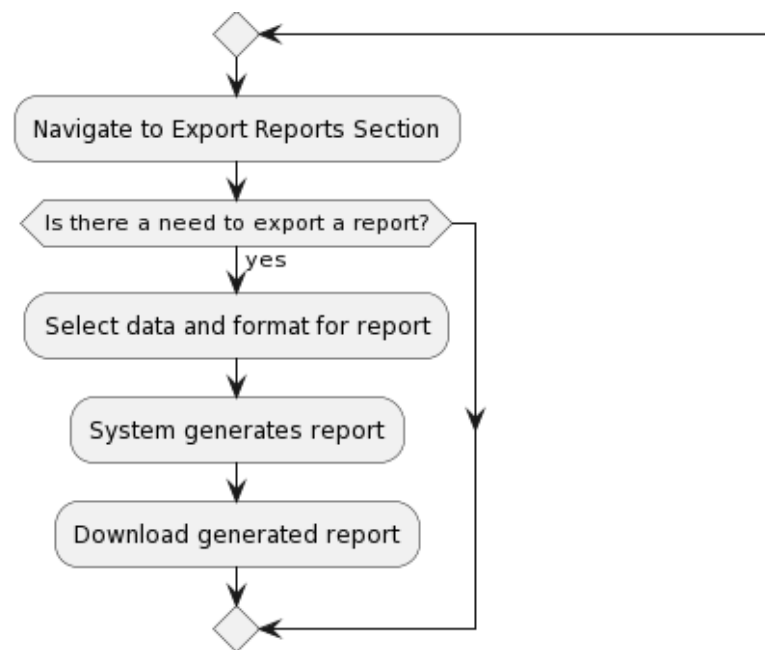 Navigate to Export Reports Section
Is there a need to export a report?
yes
Select data and format for report
System generates report
Download generated report